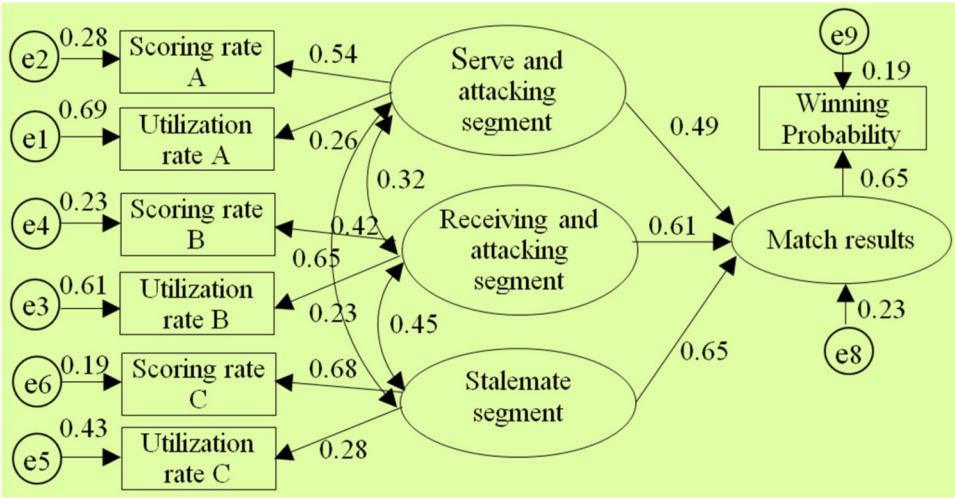 e2
0.28
Scoring rate
A
0.54
Serve and
attacking
segment
e9
0.19
Winning
Probability
e1
0.69
Utilization
rate A
0.26
0.49
0.32
0.65
e4
0.23
Scoring rate
B
0.42
Receiving and
attacking
segment
0.61
Match results
0.65
e3
0.61
Utilization
rate B
0.23
0.45
0.23
e8
e6
0.19
Scoring rate
C
0.68
Stalemate
segment
0.65
e5
0.43
Utilization
rate C
0.28